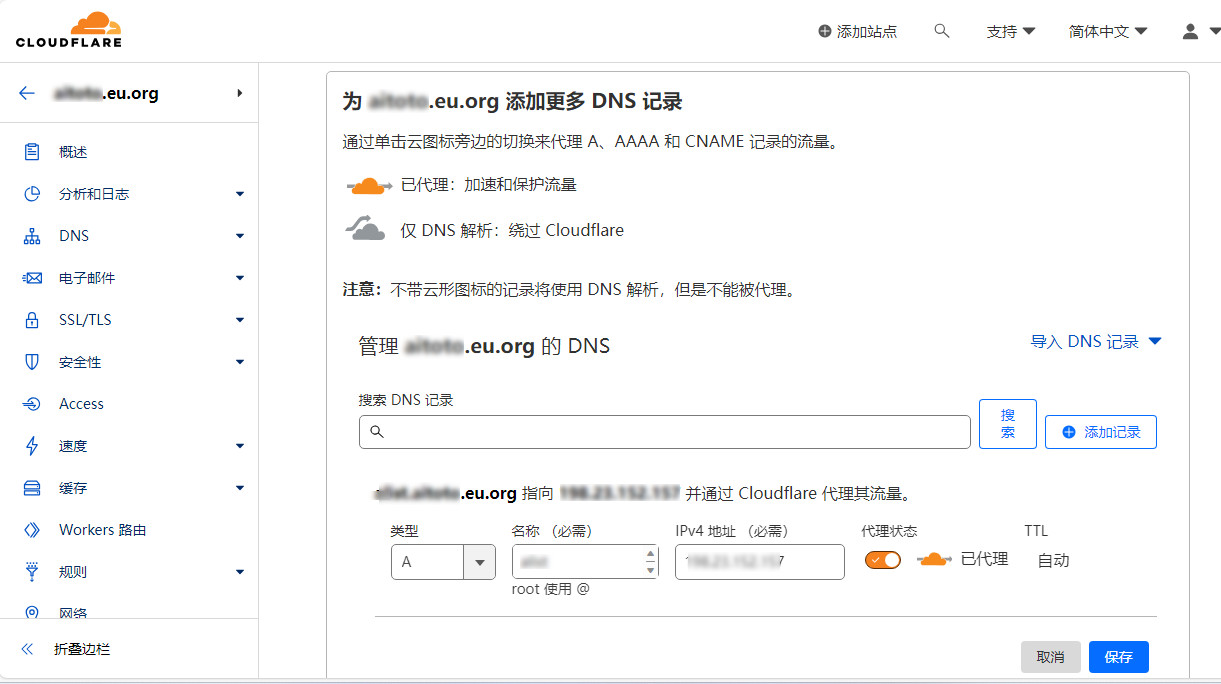 CLOUDFLARE
添加站点 支持 简体中文
.eu.org
概述
分析和日志
DNS
电子邮件
SSL/TLS
安全性
Access
速度
缓存
Workers 路由
规则
网络
折叠边栏
为 .eu.org 添加更多 DNS 记录
通过单击云图标旁边的切换来代理 A、AAAA 和 CNAME 记录的流量。
已代理：加速和保护流量
仅 DNS 解析：绕过 Cloudflare
注意：不带云形图标的记录将使用 DNS 解析，但是不能被代理。
管理 .eu.org 的 DNS
导入 DNS 记录
搜索 DNS 记录
搜
索
添加记录
.eu.org 指向 并通过 Cloudflare 代理其流量。
类型 名称 （必需） IPv4 地址 （必需） 代理状态 TTL
A 已代理 自动
root 使用 @
取消 保存